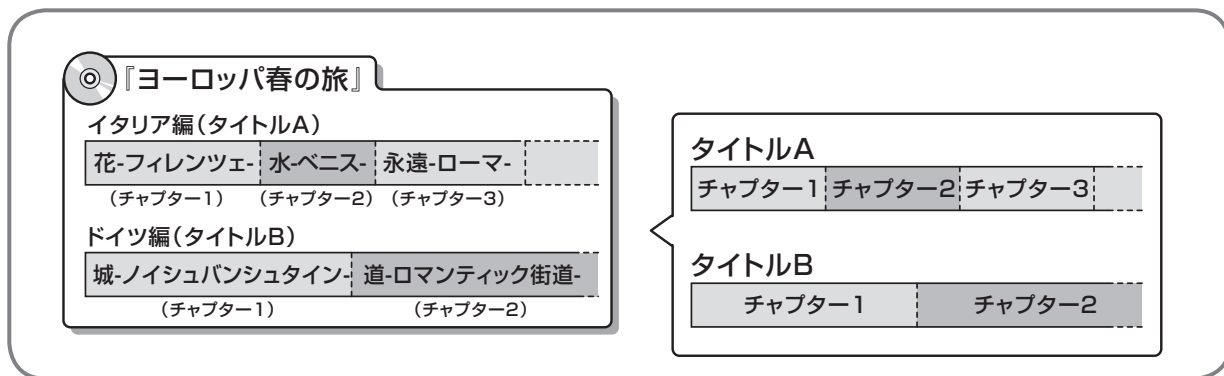 『ヨーロッパ春の旅』
イタリア編(タイトルA)
花-フィレンツェ- 水-ベニス- 永遠-ローマ-
(チャプター1) (チャプター2) (チャプター3)
ドイツ編(タイトルB)
城-ノイシュバンシュタイン- 道-ロマンティック街道-
(チャプター1) (チャプター2)
タイトルA
チャプター1 チャプター2 チャプター3
タイトルB
チャプター1 チャプター2